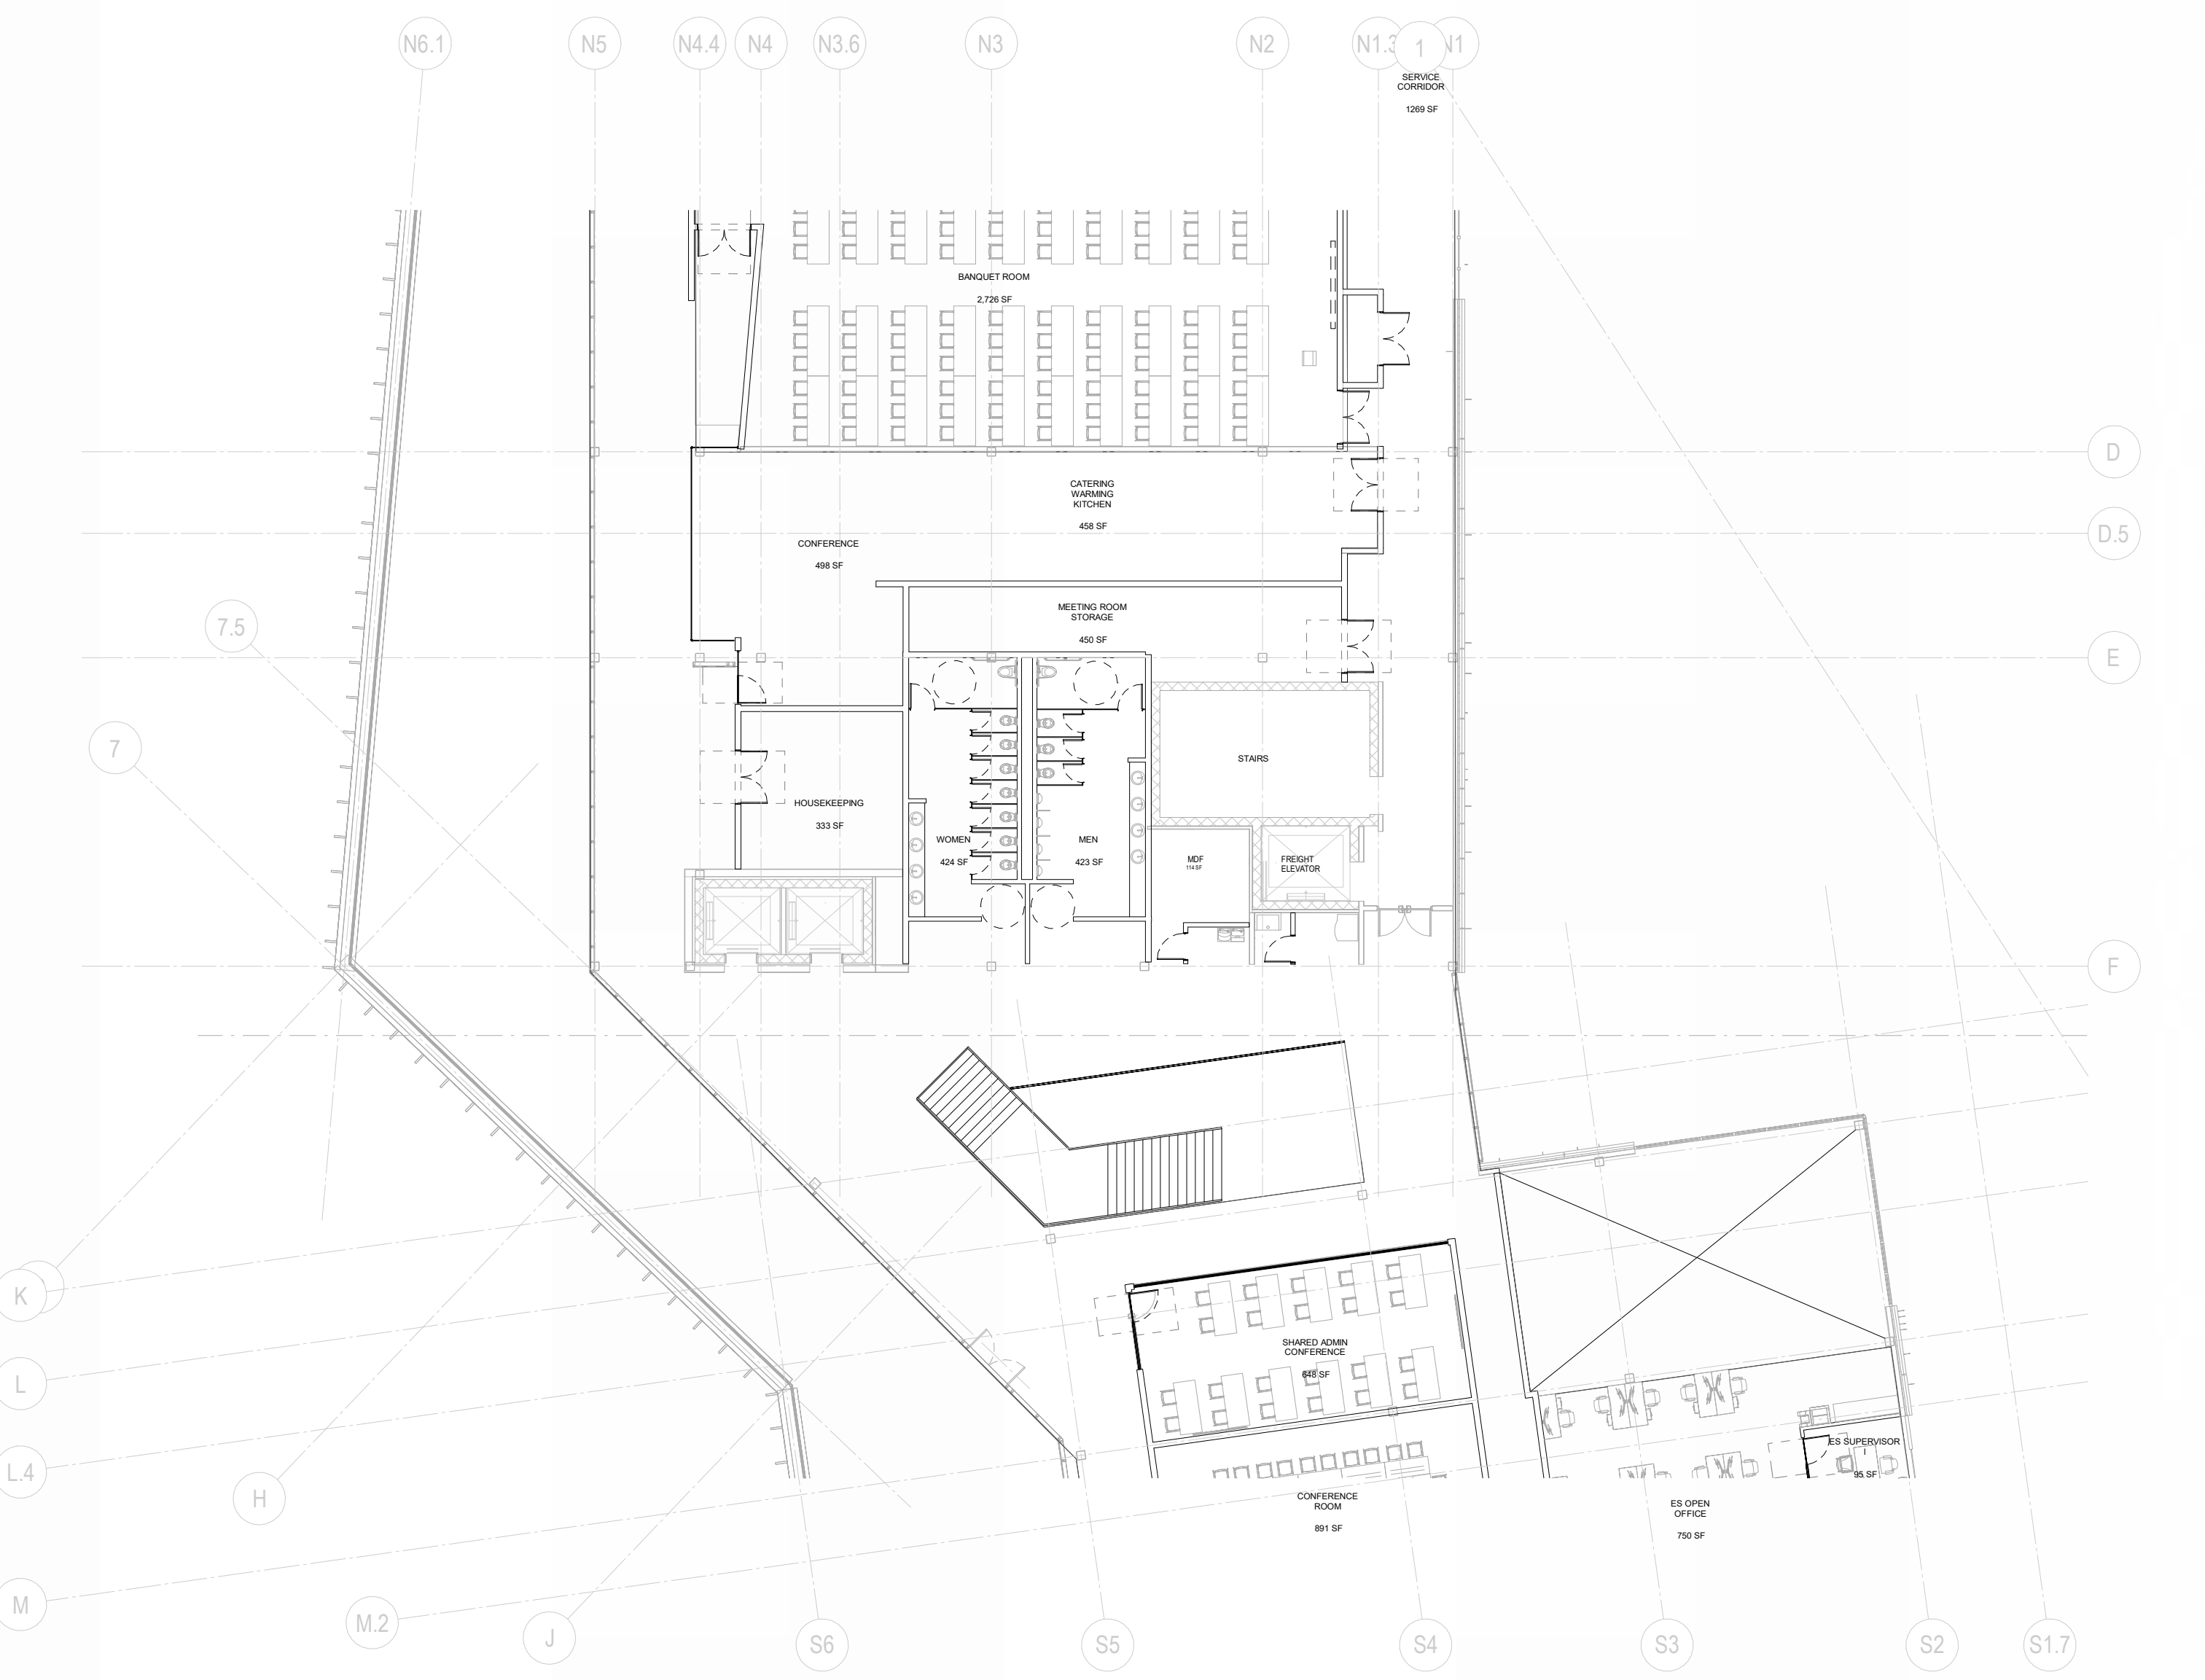 N6.1
N5
N4.4
N4
N3.6
N3
N2
N1.3
1
N1
SERVICE
CORRIDOR
1269 SF
BANQUET ROOM
2,726 SF
D
CATERING
WARMING
KITCHEN
458 SF
D.5
CONFERENCE
498 SF
MEETING ROOM
STORAGE
450 SF
7.5
E
7
STAIRS
HOUSEKEEPING
333 SF
WOMEN
424 SF
MEN
423 SF
MDF
114 SF
FREIGHT
ELEVATOR
F
K
SHARED ADMIN
CONFERENCE
648 SF
L
ES SUPERVISOR
I
95 SF
L.4
H
CONFERENCE
ROOM
891 SF
ES OPEN
OFFICE
750 SF
M
M.2
J
S6
S5
S4
S3
S2
S1.7